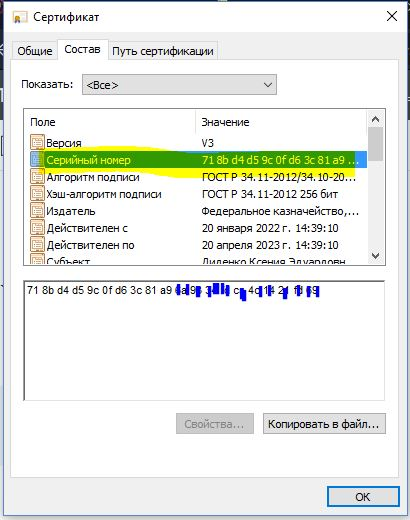 Сертификат
Общие Состав Путь сертификации
Показать: <Все>
Поле Значение
Версия V3
Серийный номер 71 8b d4 d5 9c 0f d6 3c 81 a9 ...
Алгоритм подписи ГОСТ Р 34.11-2012/34.10-20...
Хэш-алгоритм подписи ГОСТ Р 34.11-2012 256 бит
Издатель Федеральное казначейство,...
Действителен с 20 января 2022 г. 14:39:10
Действителен по 20 апреля 2023 г. 14:39:10
Субъект Диденко Ксения Эдуардовн...
71 8b d4 d5 9c 0f d6 3c 81 a9
Свойства... Копировать в файл...
OK